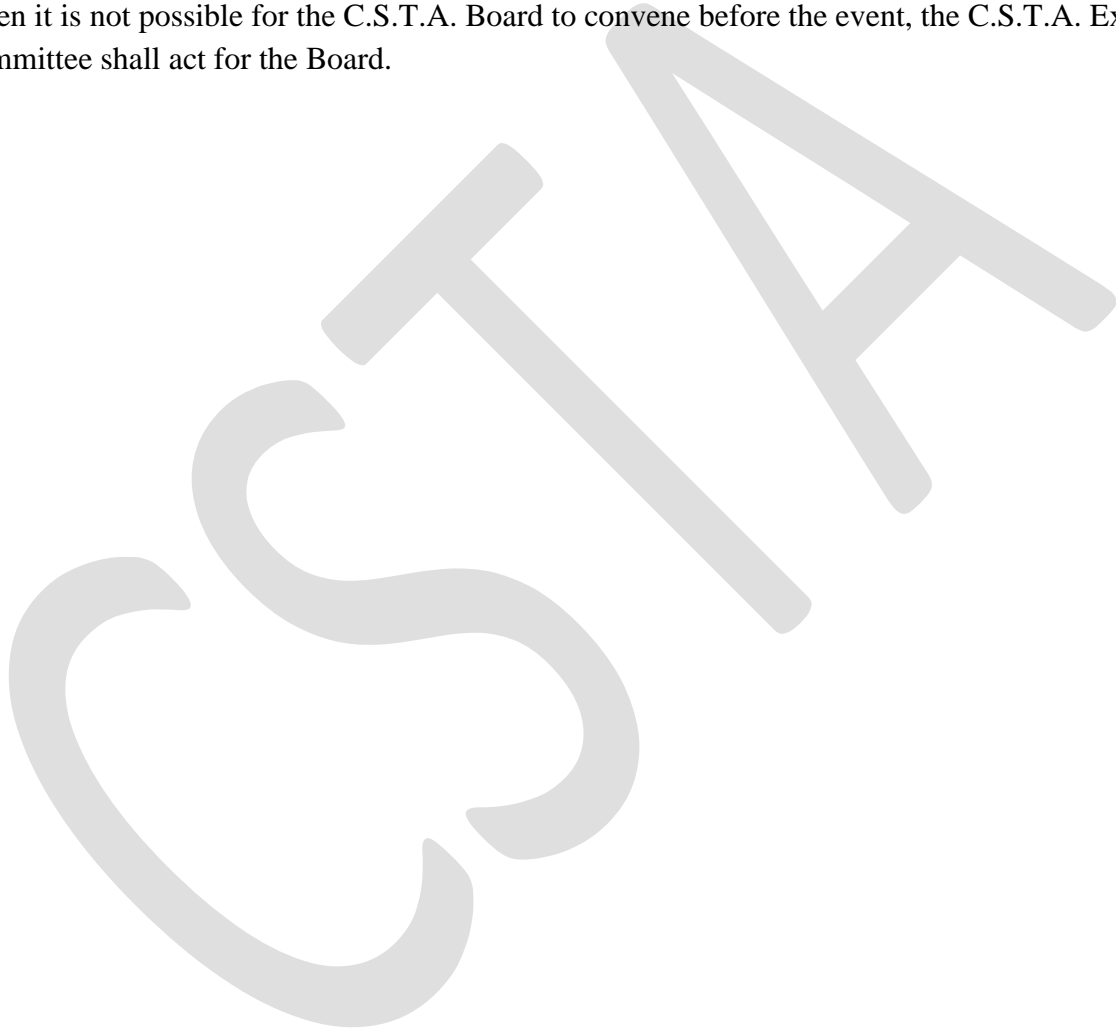 en it is not possible for the C.S.T.A. Board to convene before the event, the C.S.T.A. Ex
mmittee shall act for the Board.
CSTA